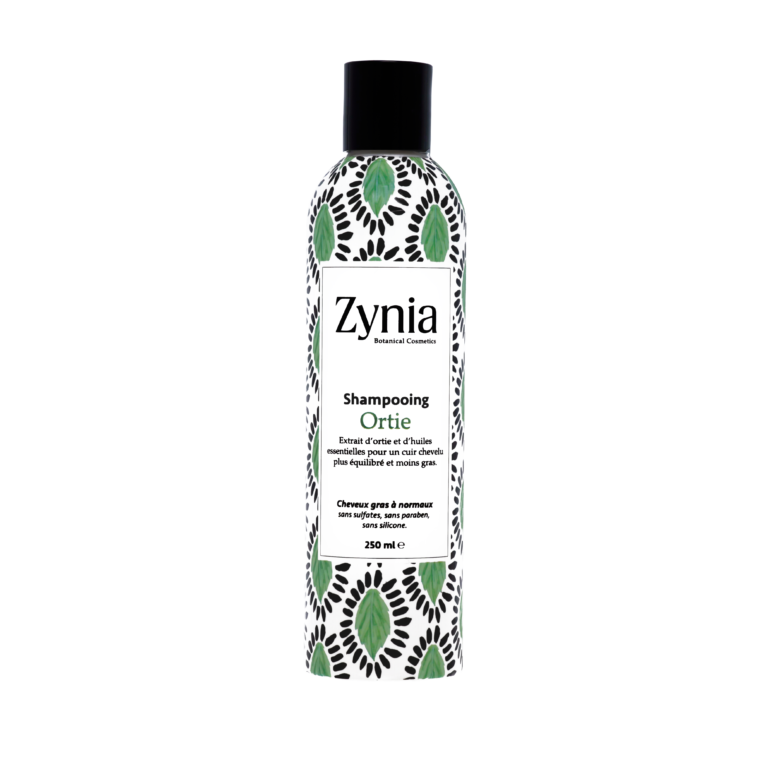 Zynia
Botanical Cosmetics
Shampooing
Ortie
Extrait d'ortie et d'huiles
essentielles pour un cuir chevelu
plus équilibré et moins gras.
Cheveux gras à normaux
sans sulfates, sans paraben,
sans silicone.
250 ml ℮